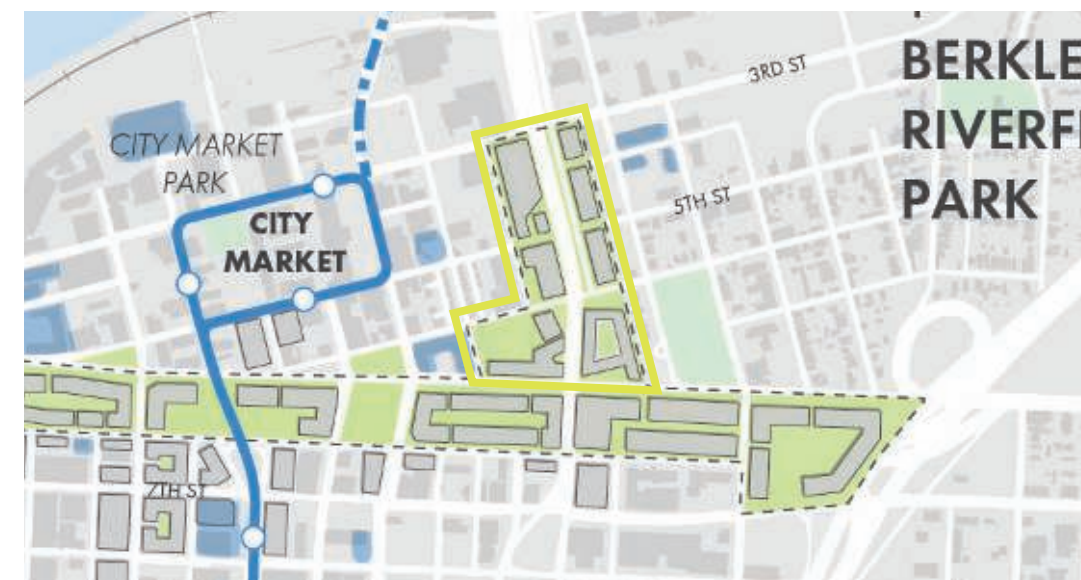 3RD ST
BERKLE
RIVERF
PARK
CITY MARKET
PARK
CITY
MARKET
5TH ST
7TH ST